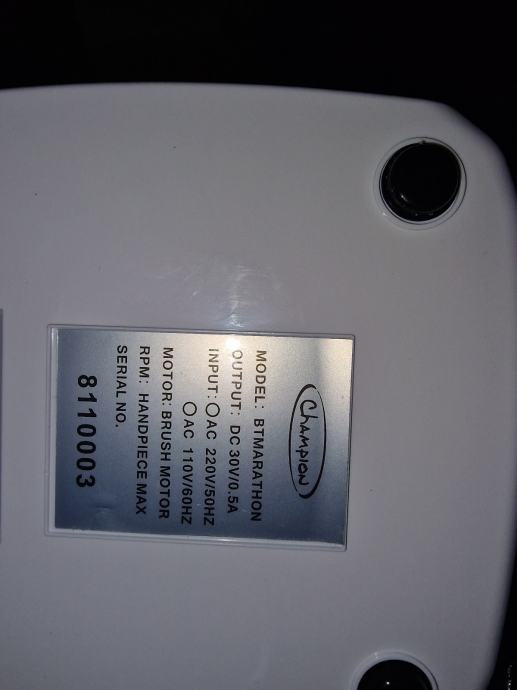 CHAMPION
MODEL: BTMARATHON
OUTPUT: DC 30V/0.5A
INPUT: ○ AC 220V/50HZ
○ AC 110V/60HZ
MOTOR: BRUSH MOTOR
RPM: HANDPIECE MAX
SERIAL NO.
8110003